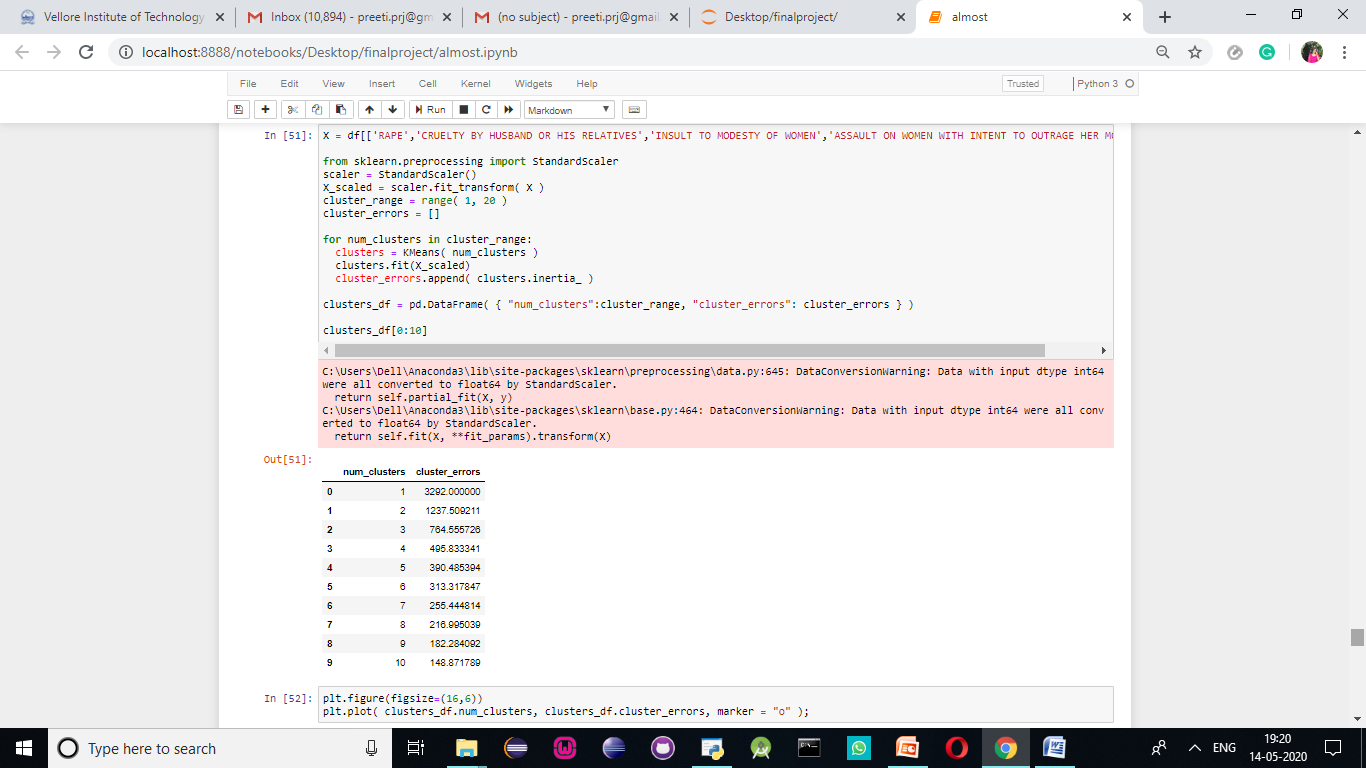 Vellore Institute of Technology
Inbox (10,894) - preeti.prj@gm
(no subject) - preeti.prj@gmail
Desktop/finalproject/
almost
localhost:8888/notebooks/Desktop/finalproject/almost.ipynb
File Edit View Insert Cell Kernel Widgets Help
Trusted Python 3
Run Markdown
In [51]: X = df[['RAPE','CRUELTY BY HUSBAND OR HIS RELATIVES','INSULT TO MODESTY OF WOMEN','ASSAULT ON WOMEN WITH INTENT TO OUTRAGE HER MO
from sklearn.preprocessing import StandardScaler
scaler = StandardScaler()
X_scaled = scaler.fit_transform( X )
cluster_range = range( 1, 20 )
cluster_errors = []
for num_clusters in cluster_range:
clusters = KMeans( num_clusters )
clusters.fit(X_scaled)
cluster_errors.append( clusters.inertia_ )
clusters_df = pd.DataFrame( { "num_clusters":cluster_range, "cluster_errors": cluster_errors } )
clusters_df[0:10]
C:\Users\Dell\Anaconda3\lib\site-packages\sklearn\preprocessing\data.py:645: DataConversionWarning: Data with input dtype int64
were all converted to float64 by StandardScaler.
return self.partial_fit(X, y)
C:\Users\Dell\Anaconda3\lib\site-packages\sklearn\base.py:464: DataConversionWarning: Data with input dtype int64 were all conv
erted to float64 by StandardScaler.
return self.fit(X, **fit_params).transform(X)
Out[51]:
num_clusters cluster_errors
0 1 3292.000000
1 2 1237.509211
2 3 764.555726
3 4 495.833341
4 5 390.485394
5 6 313.317847
6 7 255.444814
7 8 216.995039
8 9 182.284092
9 10 148.871789
In [52]: plt.figure(figsize=(16,6))
plt.plot( clusters_df.num_clusters, clusters_df.cluster_errors, marker = "o" );
Type here to search
ENG
19:20
14-05-2020